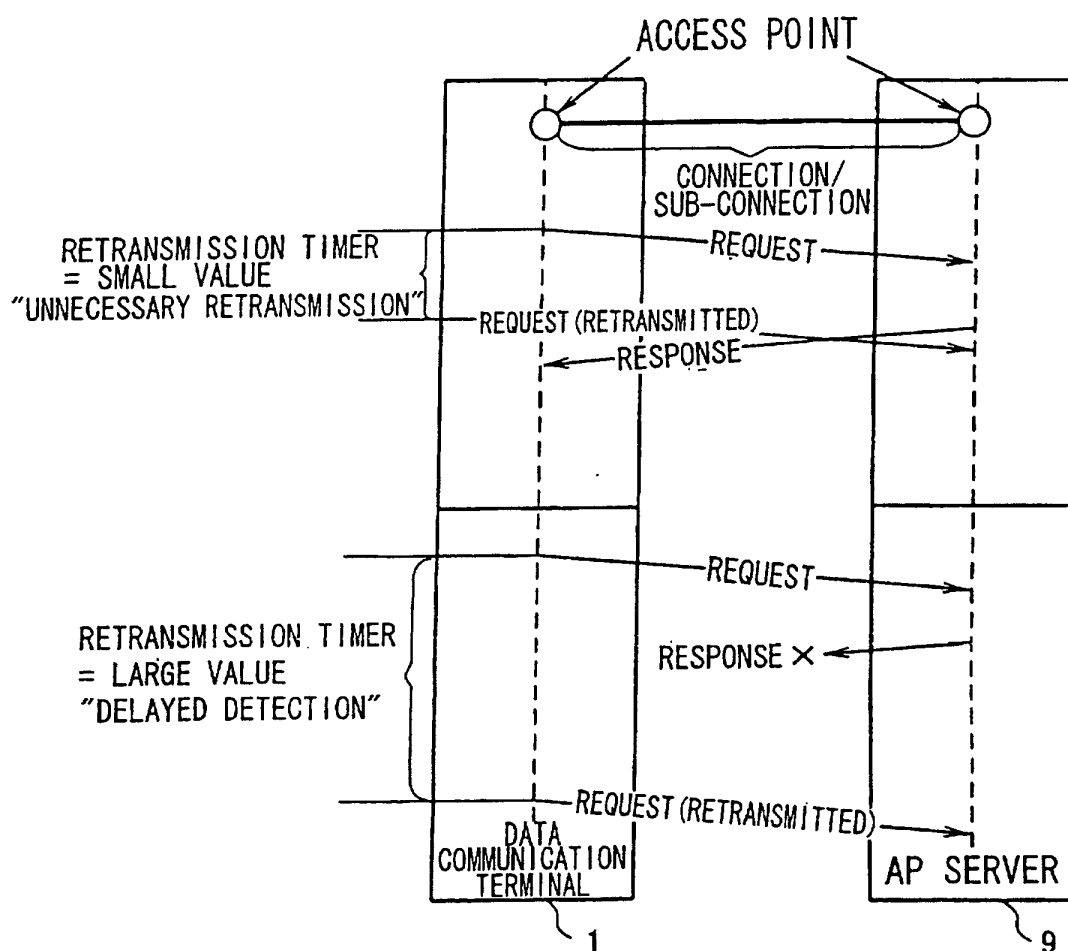 ACCESS POINT
CONNECTION/
SUB-CONNECTION
RETRANSMISSION TIMER
= SMALL VALUE
"UNNECESSARY RETRANSMISSION"
REQUEST
REQUEST (RETRANSMITTED)
RESPONSE
RETRANSMISSION TIMER
= LARGE VALUE
"DELAYED DETECTION"
REQUEST
RESPONSE ×
REQUEST (RETRANSMITTED)
DATA
COMMUNICATION
TERMINAL
AP SERVER
1
9